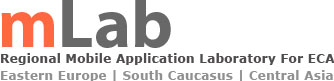 mLab
Regional Mobile Application Laboratory For ECA
Eastern Europe | South Caucasus | Central Asia